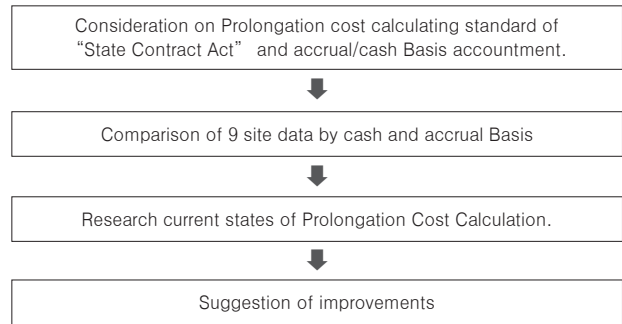 Consideration on Prolongation cost calculating standard of
“State Contract Act” and accrual/cash Basis accountment.
Comparison of 9 site data by cash and accrual Basis
Research current states of Prolongation Cost Calculation.
Suggestion of improvements